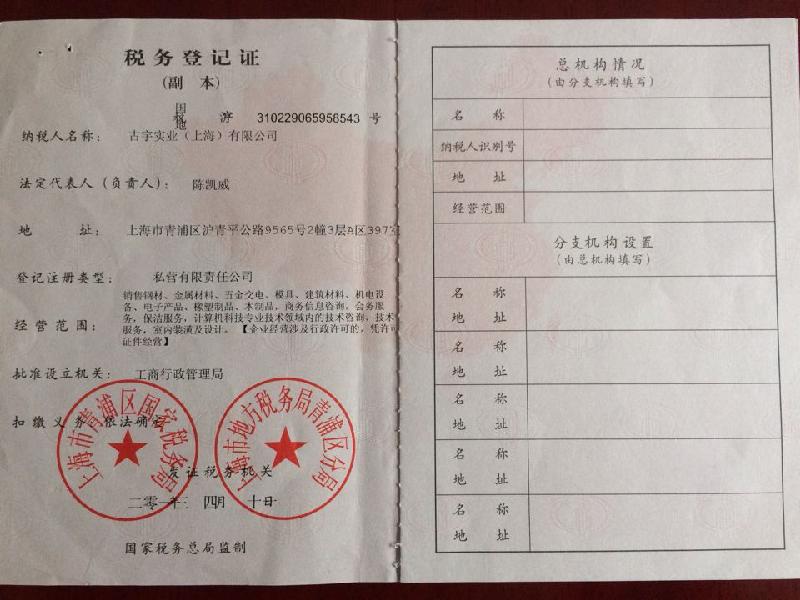 税务登记证
(副 本)
国
地
沪
310229065956543 号
纳税人名称:
古宇实业(上海)有限公司
法定代表人(负责人):
陈凯威
地 址:
上海市青浦区沪青平公路9565号2幢3层A区397室
登记注册类型:
私营有限责任公司
经营范围:
销售钢材、金属材料、五金交电、模具、建筑材料、机电设
备、电子产品、橡塑制品、木制品,商务信息咨询,会务服
务,保洁服务,计算机科技专业技术领域内的技术咨询,技术
服务,室内装潢及设计。【企业经营涉及行政许可的,凭许可
证件经营】
批准设立机关:
工商行政管理局
扣缴义务:
依法确定
上海市青浦区国家税务局
上海市地方税务局青浦区分局
发证税务机关
四月 十日
国家税务总局监制
总机构情况
(由分支机构填写)
名 称
纳税人识别号
地 址
经营范围
分支机构设置
(由总机构填写)
名 称
地 址
名 称
地 址
名 称
地 址
名 称
地 址
名 称
地 址